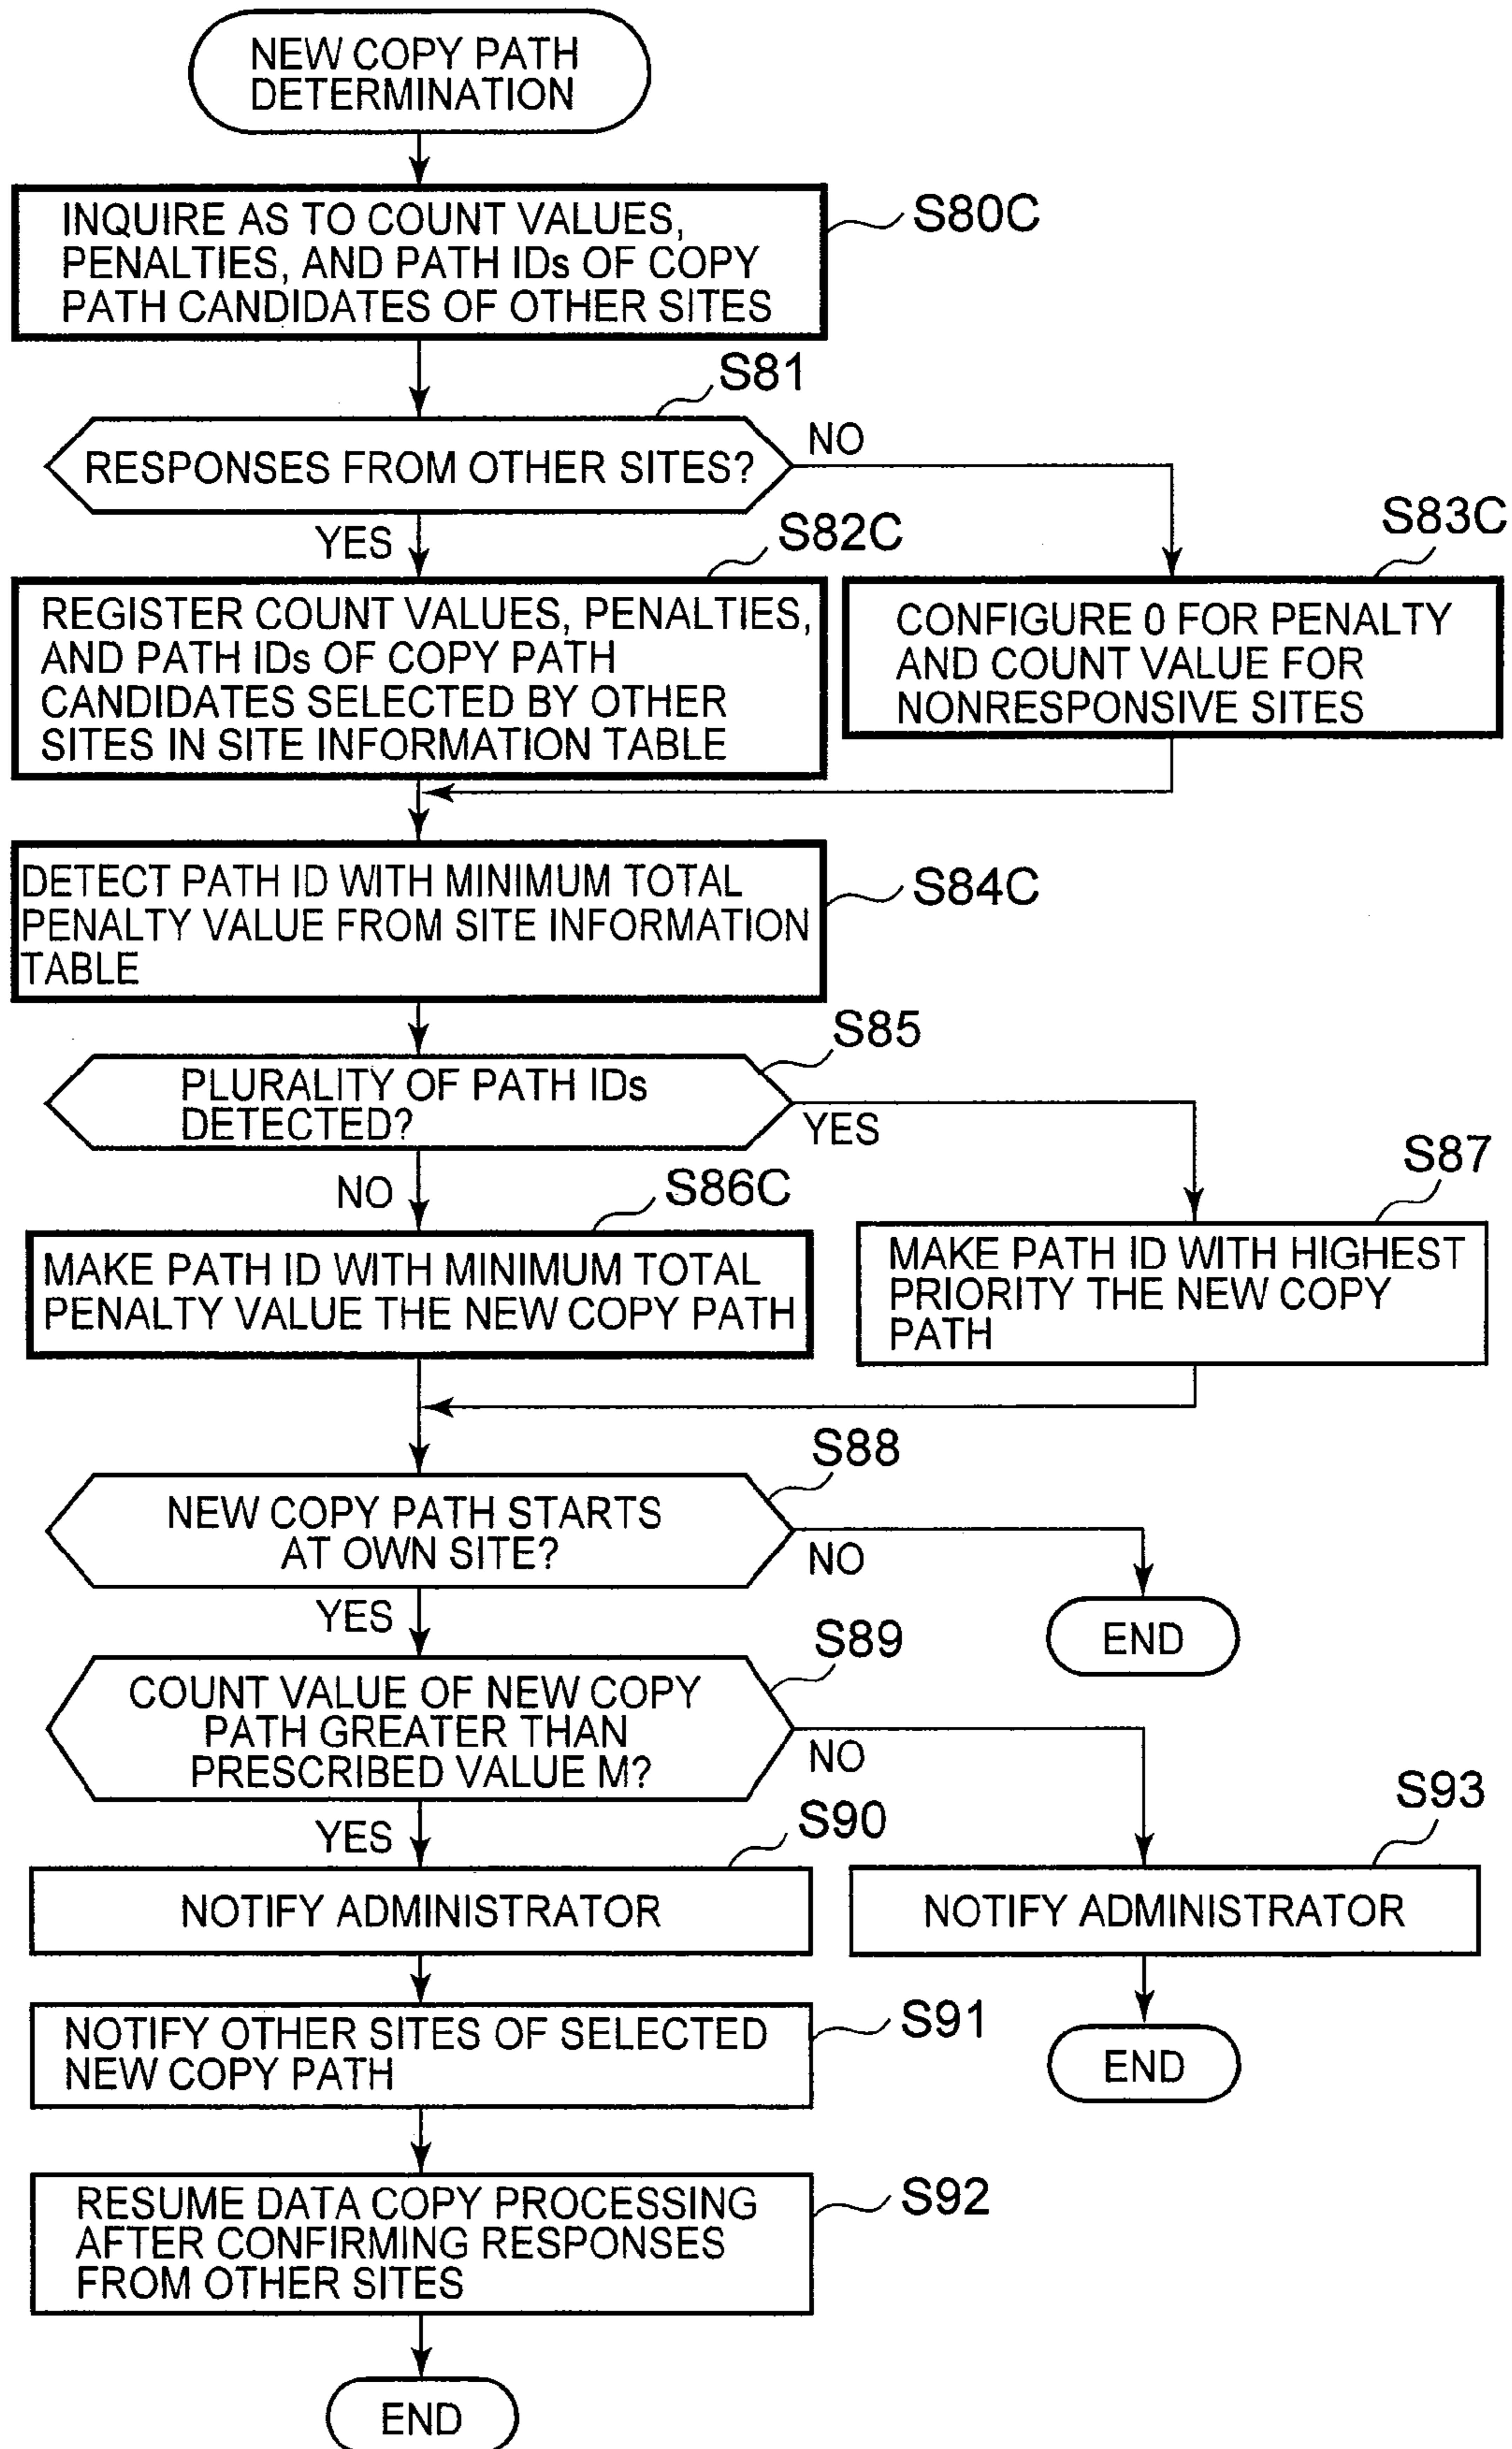 NEW COPY PATH
DETERMINATION
INQUIRE AS TO COUNT VALUES,
PENALTIES, AND PATH IDs OF COPY
PATH CANDIDATES OF OTHER SITES
S80C
S81
RESPONSES FROM OTHER SITES?
NO
YES
S82C
S83C
REGISTER COUNT VALUES, PENALTIES,
AND PATH IDs OF COPY PATH
CANDIDATES SELECTED BY OTHER
SITES IN SITE INFORMATION TABLE
CONFIGURE 0 FOR PENALTY
AND COUNT VALUE FOR
NONRESPONSIVE SITES
DETECT PATH ID WITH MINIMUM TOTAL
PENALTY VALUE FROM SITE INFORMATION
TABLE
S84C
S85
PLURALITY OF PATH IDs
DETECTED?
YES
NO
S86C
S87
MAKE PATH ID WITH MINIMUM TOTAL
PENALTY VALUE THE NEW COPY PATH
MAKE PATH ID WITH HIGHEST
PRIORITY THE NEW COPY
PATH
S88
NEW COPY PATH STARTS
AT OWN SITE?
NO
YES
END
S89
COUNT VALUE OF NEW COPY
PATH GREATER THAN
PRESCRIBED VALUE M?
NO
YES
S90
S93
NOTIFY ADMINISTRATOR
NOTIFY ADMINISTRATOR
S91
NOTIFY OTHER SITES OF SELECTED
NEW COPY PATH
END
S92
RESUME DATA COPY PROCESSING
AFTER CONFIRMING RESPONSES
FROM OTHER SITES
END